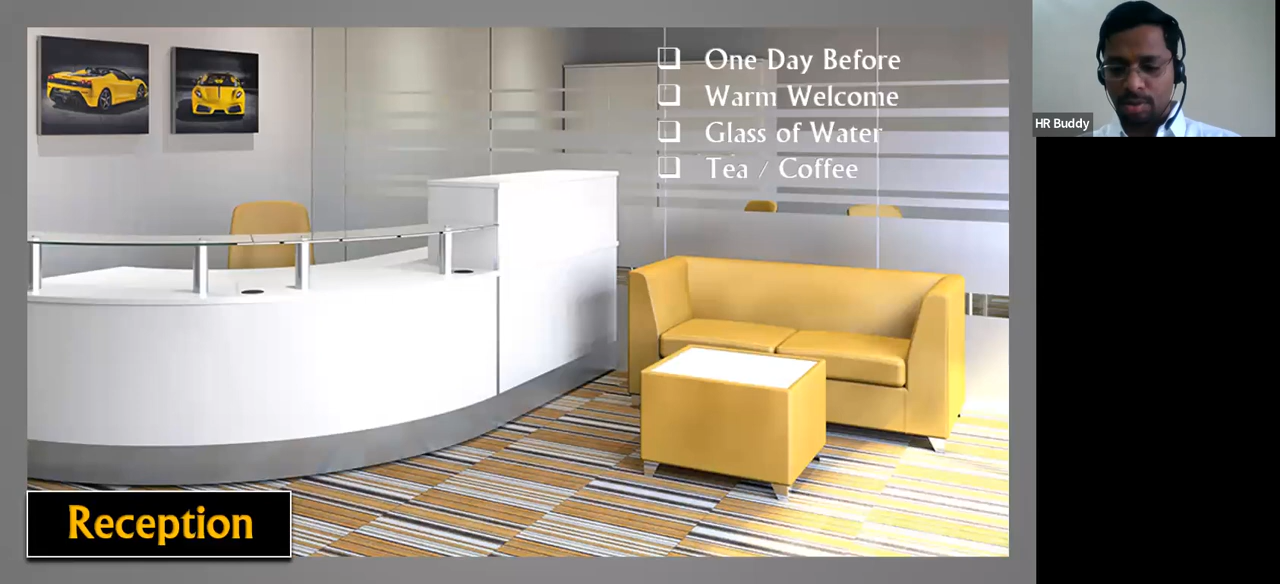 One Day Before
Warm Welcome
Glass of Water
Tea / Coffee
HR Buddy
Reception